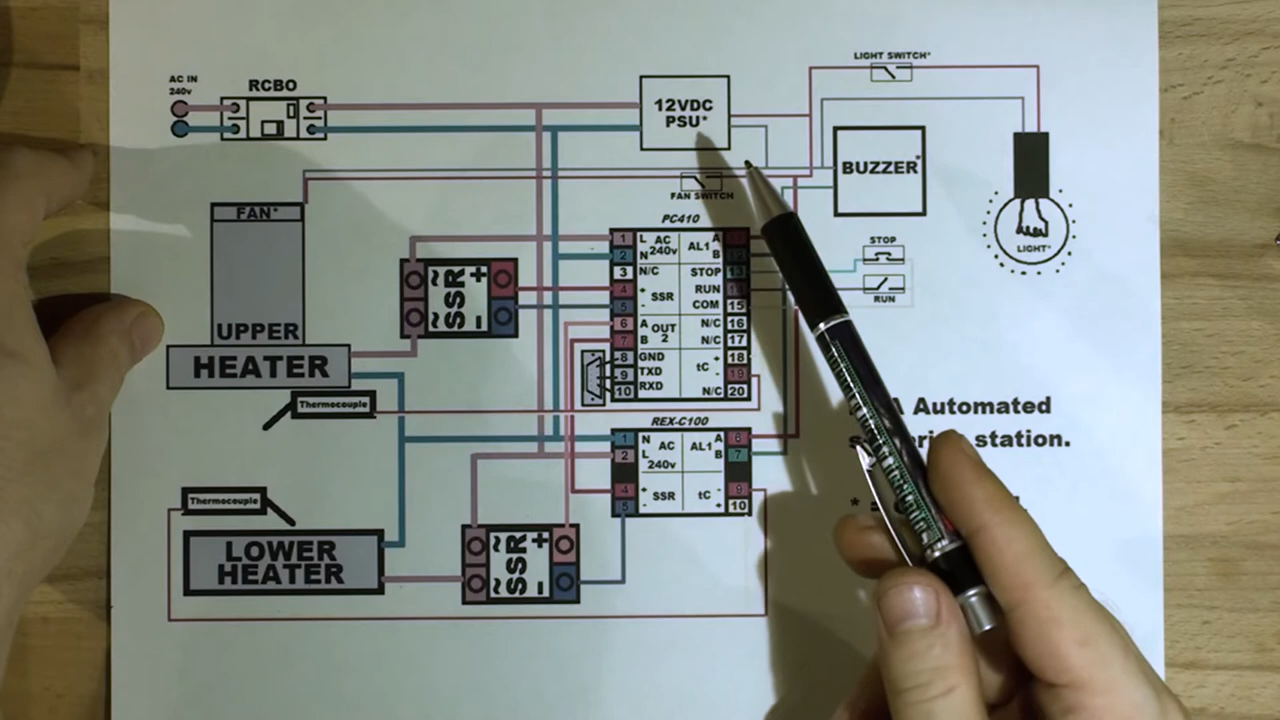 AC IN
240v
RCBO
12VDC
PSU*
LIGHT SWITCH*
BUZZER*
FAN SWITCH
FAN*
UPPER
HEATER
Thermocouple
~ SSR +
~ -
PC410
1 L AC 240v AL1 A
2 N B 12
3 N/C STOP 13
4 + SSR RUN 14
5 - COM 15
6 A OUT 2 N/C 16
7 B N/C 17
8 GND tC + 18
9 TXD - 19
10 RXD N/C 20
STOP
RUN
LIGHT*
REX-C100
1 N AC 240v AL1 A 6
2 L B 7
4 + SSR tC - 9
5 - + 10
Thermocouple
LOWER
HEATER
~ SSR +
~ -
Automated
station.
* =